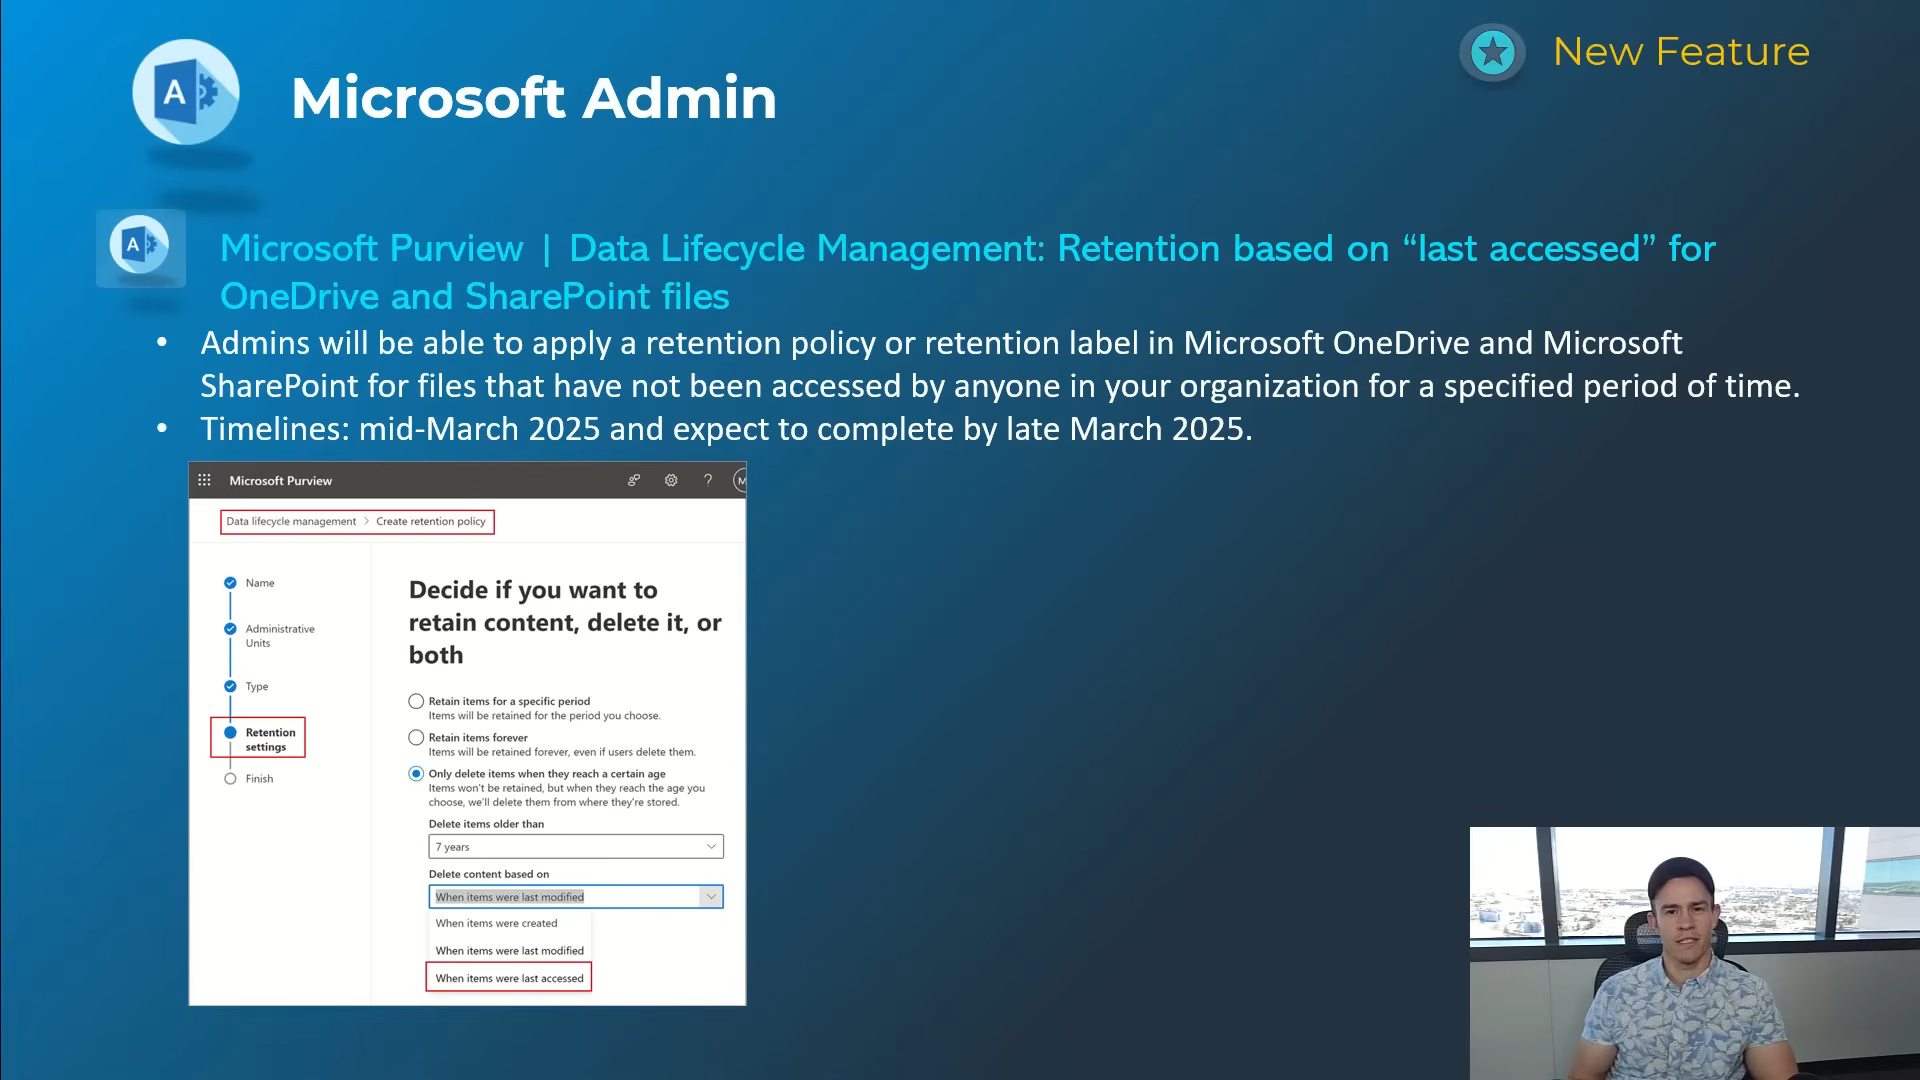 New Feature
A
Microsoft Admin
A
Microsoft Purview | Data Lifecycle Management: Retention based on “last accessed” for
OneDrive and SharePoint files
• Admins will be able to apply a retention policy or retention label in Microsoft OneDrive and Microsoft
SharePoint for files that have not been accessed by anyone in your organization for a specified period of time.
• Timelines: mid-March 2025 and expect to complete by late March 2025.
Microsoft Purview ? M
Data lifecycle management > Create retention policy
Name
Administrative
Units
Type
Retention
settings
Finish
Decide if you want to
retain content, delete it, or
both
Retain items for a specific period
Items will be retained for the period you choose.
Retain items forever
Items will be retained forever, even if users delete them.
Only delete items when they reach a certain age
Items won't be retained, but when they reach the age you
choose, we'll delete them from where they're stored.
Delete items older than
7 years
Delete content based on
When items were last modified
When items were created
When items were last modified
When items were last accessed